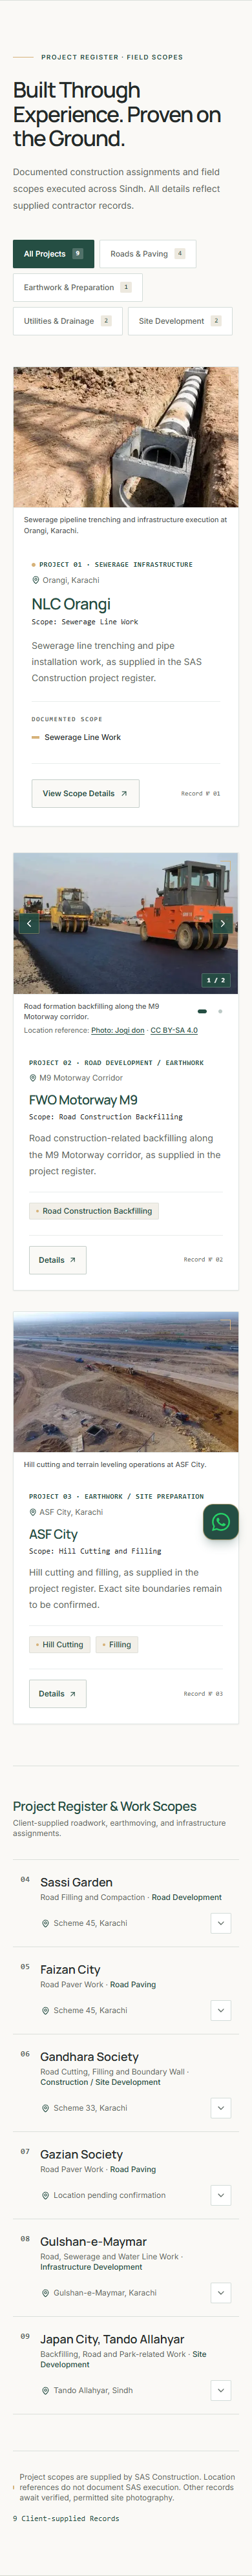 PROJECT REGISTER · FIELD SCOPES
Built Through
Experience. Proven on
the Ground.
Documented construction assignments and field
scopes executed across Sindh. All details reflect
supplied contractor records.
All Projects 9
Roads & Paving 4
Earthwork & Preparation 1
Utilities & Drainage 2
Site Development 2
Sewerage pipeline trenching and infrastructure execution at
Orangi, Karachi.
PROJECT 01 · SEWERAGE INFRASTRUCTURE
Orangi, Karachi
NLC Orangi
Scope: Sewerage Line Work
Sewerage line trenching and pipe
installation work, as supplied in the SAS
Construction project register.
DOCUMENTED SCOPE
Sewerage Line Work
View Scope Details ↗
Record № 01
1 / 2
Road formation backfilling along the M9
Motorway corridor.
Location reference: Photo: Jogi don · CC BY-SA 4.0
PROJECT 02 · ROAD DEVELOPMENT / EARTHWORK
M9 Motorway Corridor
FWO Motorway M9
Scope: Road Construction Backfilling
Road construction-related backfilling along
the M9 Motorway corridor, as supplied in the
project register.
Road Construction Backfilling
Details ↗
Record № 02
Hill cutting and terrain leveling operations at ASF City.
PROJECT 03 · EARTHWORK / SITE PREPARATION
ASF City, Karachi
ASF City
Scope: Hill Cutting and Filling
Hill cutting and filling, as supplied in the
project register. Exact site boundaries remain
to be confirmed.
Hill Cutting
Filling
Details ↗
Record № 03
Project Register & Work Scopes
Client-supplied roadwork, earthmoving, and infrastructure
assignments.
04 Sassi Garden
Road Filling and Compaction · Road Development
Scheme 45, Karachi
05 Faizan City
Road Paver Work · Road Paving
Scheme 45, Karachi
06 Gandhara Society
Road Cutting, Filling and Boundary Wall ·
Construction / Site Development
Scheme 33, Karachi
07 Gazian Society
Road Paver Work · Road Paving
Location pending confirmation
08 Gulshan-e-Maymar
Road, Sewerage and Water Line Work ·
Infrastructure Development
Gulshan-e-Maymar, Karachi
09 Japan City, Tando Allahyar
Backfilling, Road and Park-related Work · Site
Development
Tando Allahyar, Sindh
Project scopes are supplied by SAS Construction. Location
references do not document SAS execution. Other records
await verified, permitted site photography.
9 Client-supplied Records